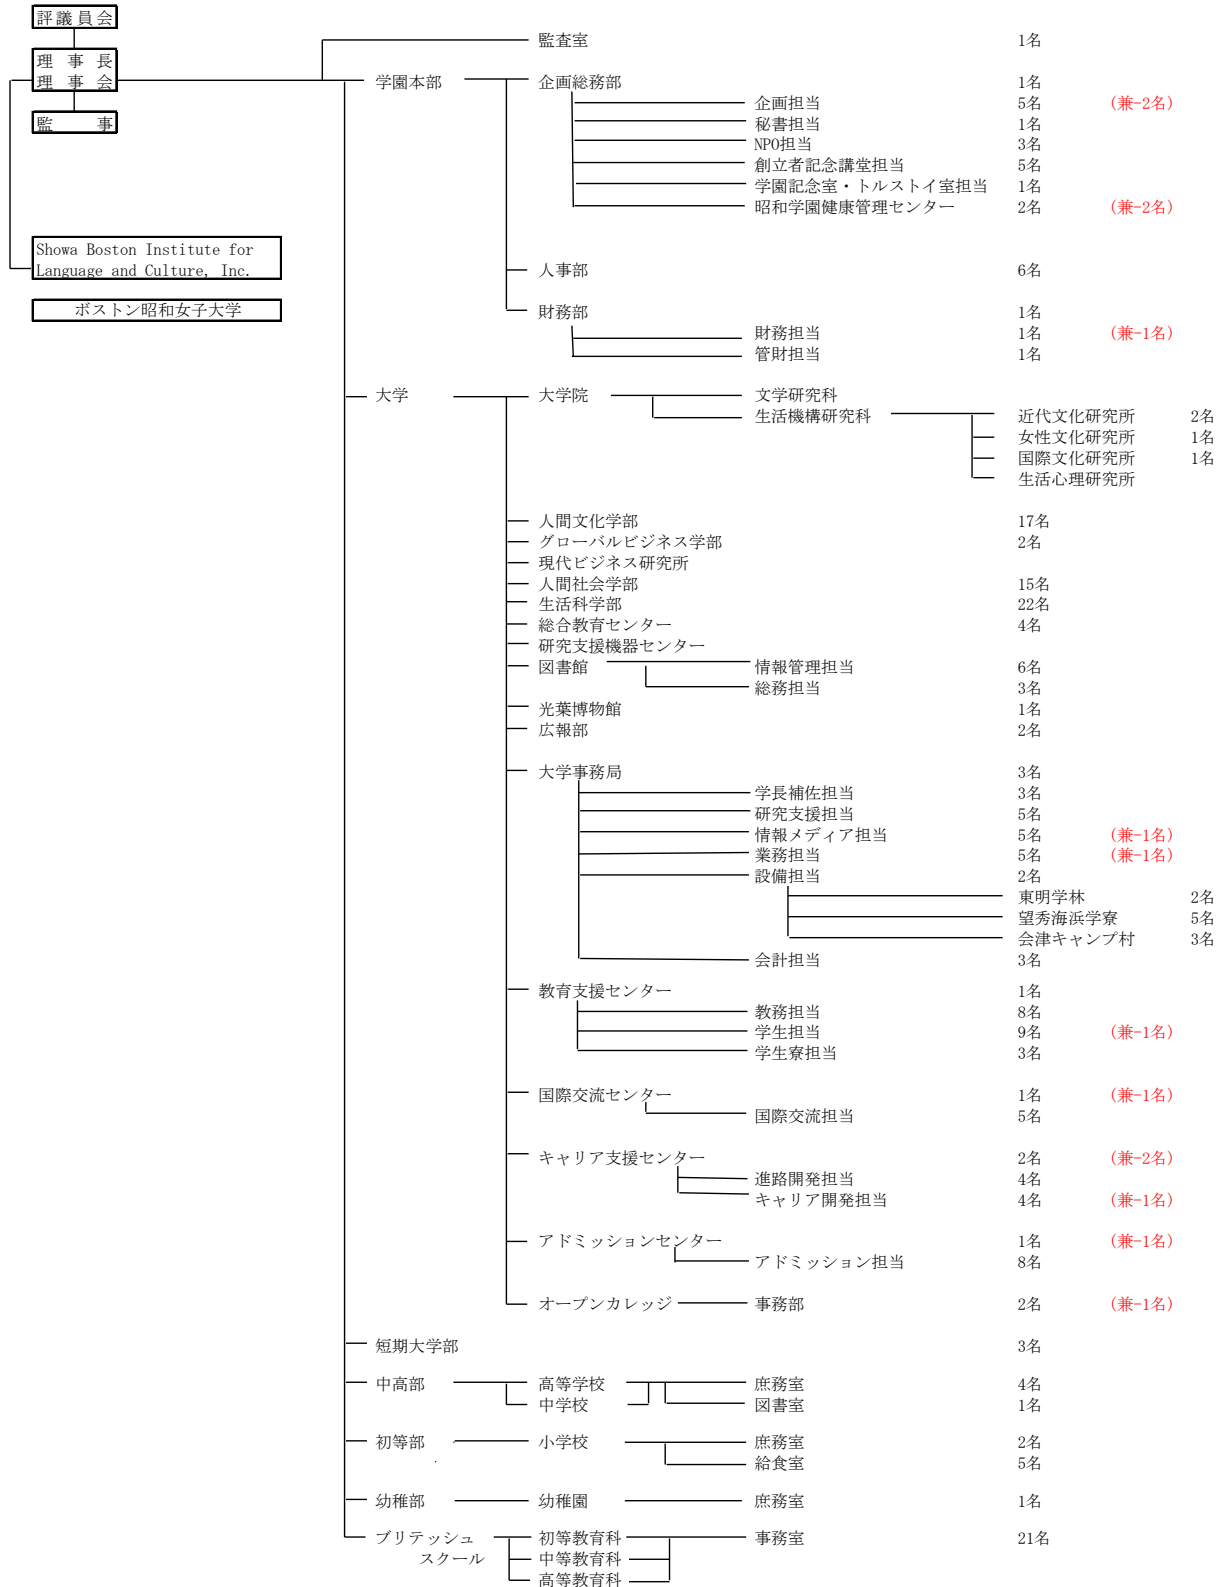 評議員会
監査室 1名
理事長
理事会
学園本部 企画総務部 1名
企画担当 5名 (兼-2名)
監事
秘書担当 1名
NPO担当 3名
創立者記念講堂担当 5名
学園記念室・トルストイ室担当 1名
昭和学園健康管理センター 2名 (兼-2名)
Showa Boston Institute for
Language and Culture, Inc.
人事部 6名
ボストン昭和女子大学
財務部 1名
財務担当 1名 (兼-1名)
管財担当 1名
大学 大学院 文学研究科
生活機構研究科 近代文化研究所 2名
女性文化研究所 1名
国際文化研究所 1名
生活心理研究所
人間文化学部 17名
グローバルビジネス学部 2名
現代ビジネス研究所
人間社会学部 15名
生活科学部 22名
総合教育センター 4名
研究支援機器センター
図書館 情報管理担当 6名
総務担当 3名
光葉博物館 1名
広報部 2名
大学事務局 3名
学長補佐担当 3名
研究支援担当 5名
情報メディア担当 5名 (兼-1名)
業務担当 5名 (兼-1名)
設備担当 2名
東明学林 2名
望秀海浜学寮 5名
会津キャンプ村 3名
会計担当 3名
教育支援センター 1名
教務担当 8名
学生担当 9名 (兼-1名)
学生寮担当 3名
国際交流センター 1名 (兼-1名)
国際交流担当 5名
キャリア支援センター 2名 (兼-2名)
進路開発担当 4名
キャリア開発担当 4名 (兼-1名)
アドミッションセンター 1名 (兼-1名)
アドミッション担当 8名
オープンカレッジ 事務部 2名 (兼-1名)
短期大学部 3名
中高部 高等学校 庶務室 4名
中学校 図書室 1名
初等部 小学校 庶務室 2名
給食室 5名
幼稚部 幼稚園 庶務室 1名
ブリテッシュ 初等教育科 事務室 21名
スクール 中等教育科
高等教育科